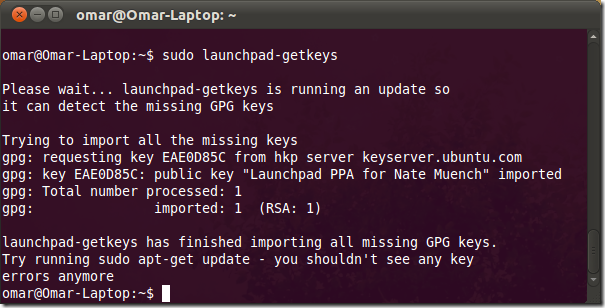 omar@Omar-Laptop: ~
omar@Omar-Laptop:~$ sudo launchpad-getkeys
Please wait... launchpad-getkeys is running an update so
it can detect the missing GPG keys
Trying to import all the missing keys
gpg: requesting key EAE0D85C from hkp server keyserver.ubuntu.com
gpg: key EAE0D85C: public key "Launchpad PPA for Nate Muench" imported
gpg: Total number processed: 1
gpg:               imported: 1  (RSA: 1)
launchpad-getkeys has finished importing all missing GPG keys.
Try running sudo apt-get update - you shouldn't see any key
errors anymore
omar@Omar-Laptop:~$